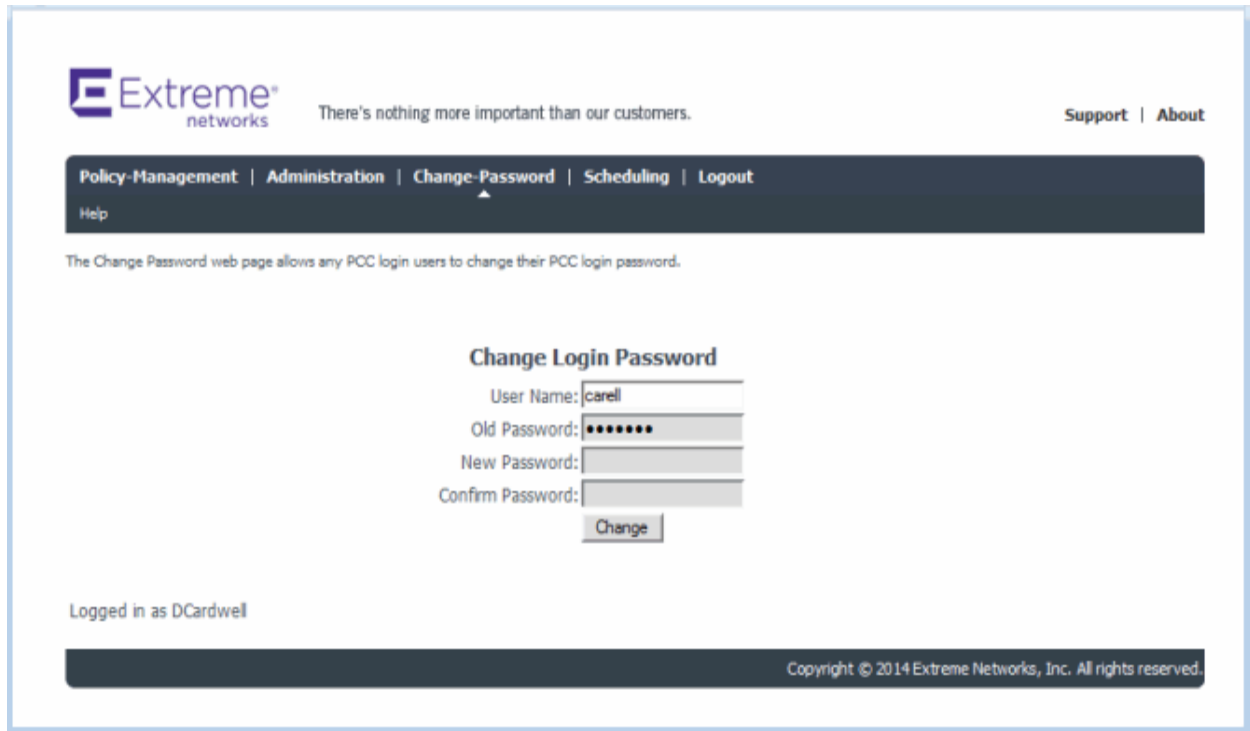 Extreme®
networks
There's nothing more important than our customers.
Support | About
Policy-Management | Administration | Change-Password | Scheduling | Logout
Help
The Change Password web page allows any PCC login users to change their PCC login password.
Change Login Password
User Name: carell
Old Password: •••••••
New Password:
Confirm Password:
Change
Logged in as DCardwell
Copyright © 2014 Extreme Networks, Inc. All rights reserved.